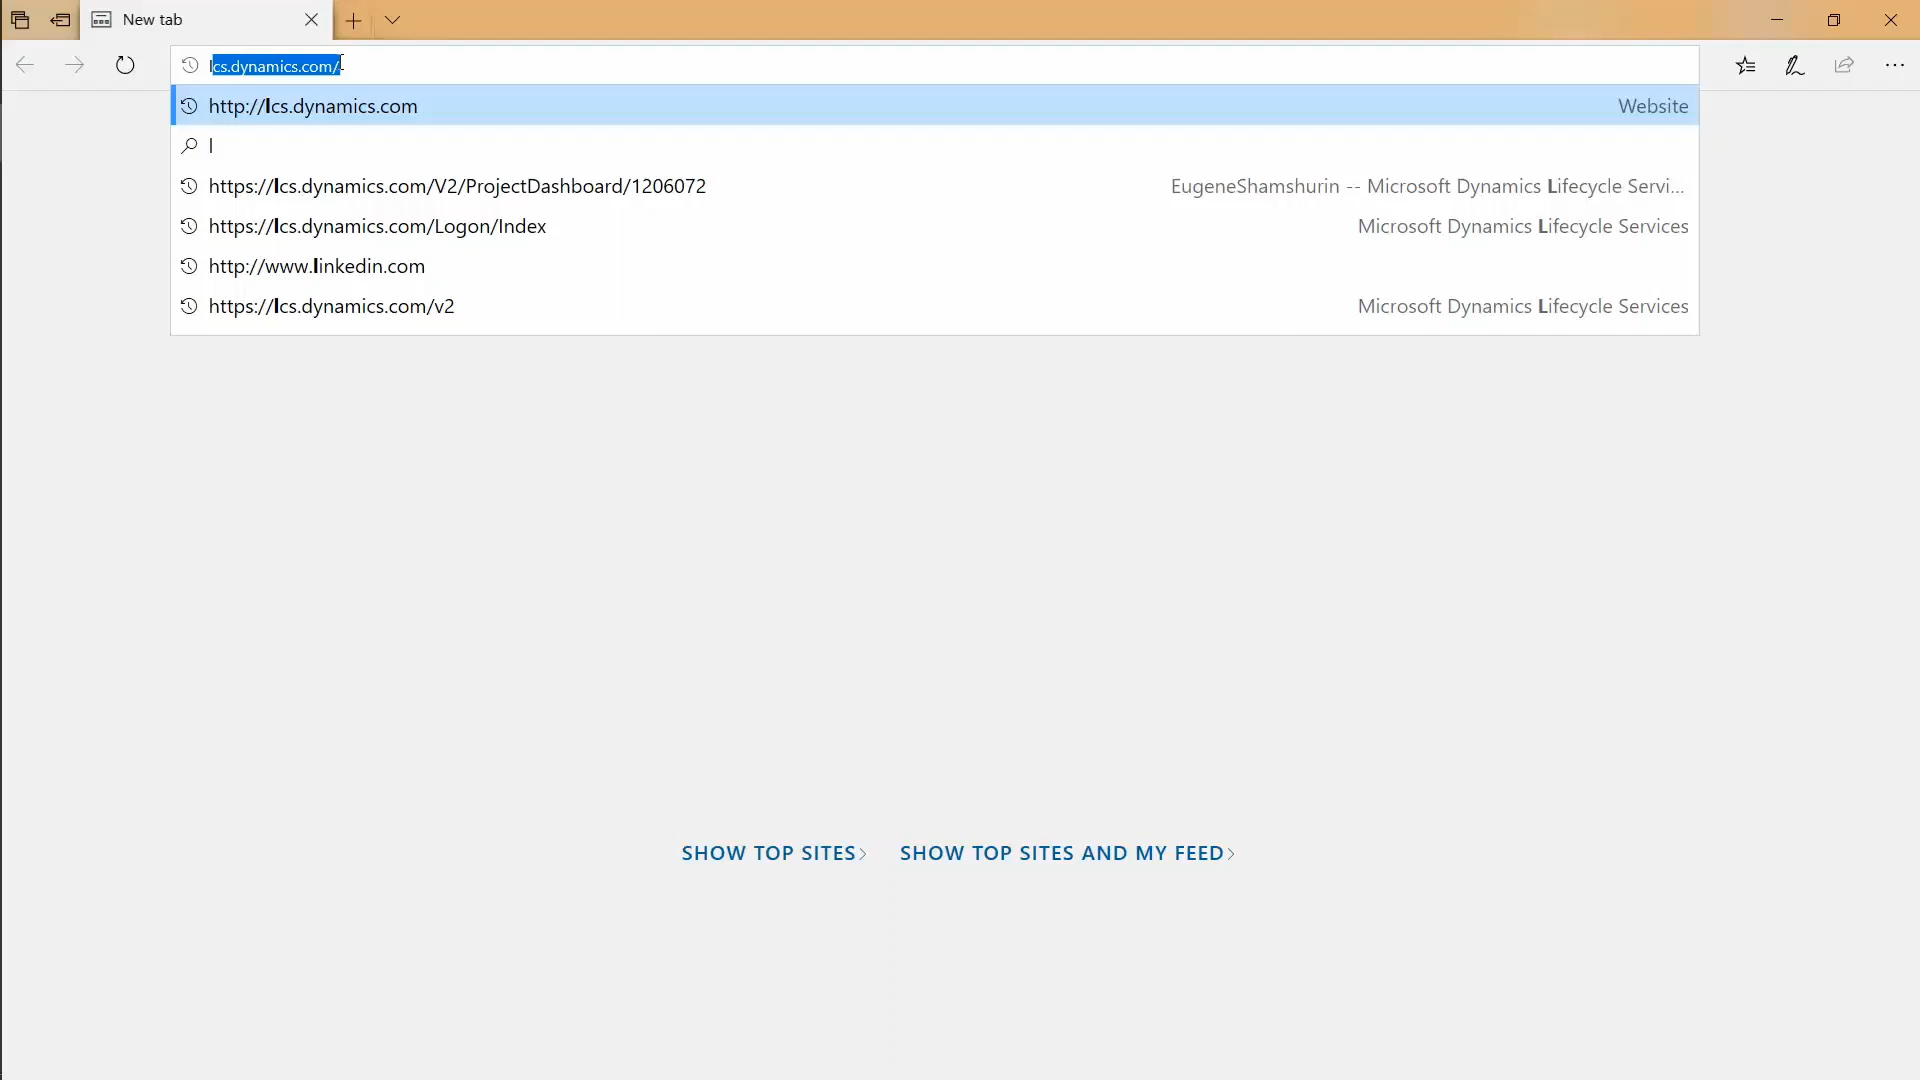 New tab
lcs.dynamics.com/
http://lcs.dynamics.com Website
l
https://lcs.dynamics.com/V2/ProjectDashboard/1206072 EugeneShamshurin -- Microsoft Dynamics Lifecycle Servi...
https://lcs.dynamics.com/Logon/Index Microsoft Dynamics Lifecycle Services
http://www.linkedin.com
https://lcs.dynamics.com/v2 Microsoft Dynamics Lifecycle Services
SHOW TOP SITES SHOW TOP SITES AND MY FEED